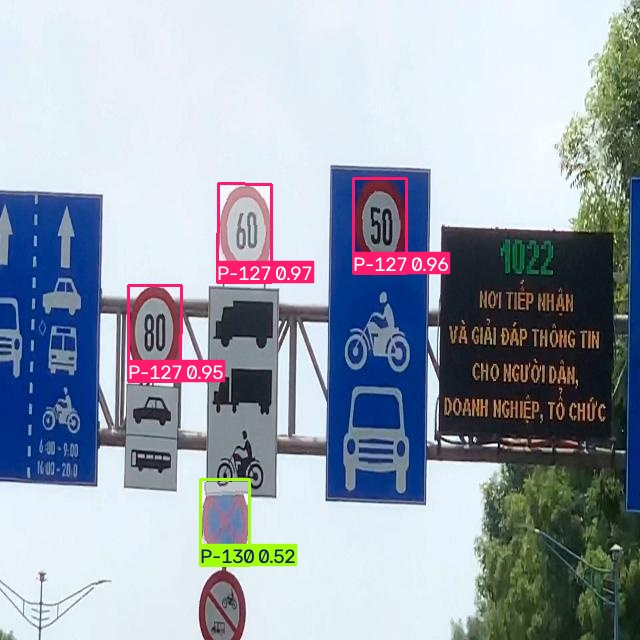 60
P-127 0.97
50
P-127 0.96
80
P-127 0.95
6:00 - 9:00
16:00 - 20:0
1022
NƠI TIẾP NHẬN
VÀ GIẢI ĐÁP THÔNG TIN
CHO NGƯỜI DÂN,
DOANH NGHIỆP, TỔ CHỨC
P-130 0.52